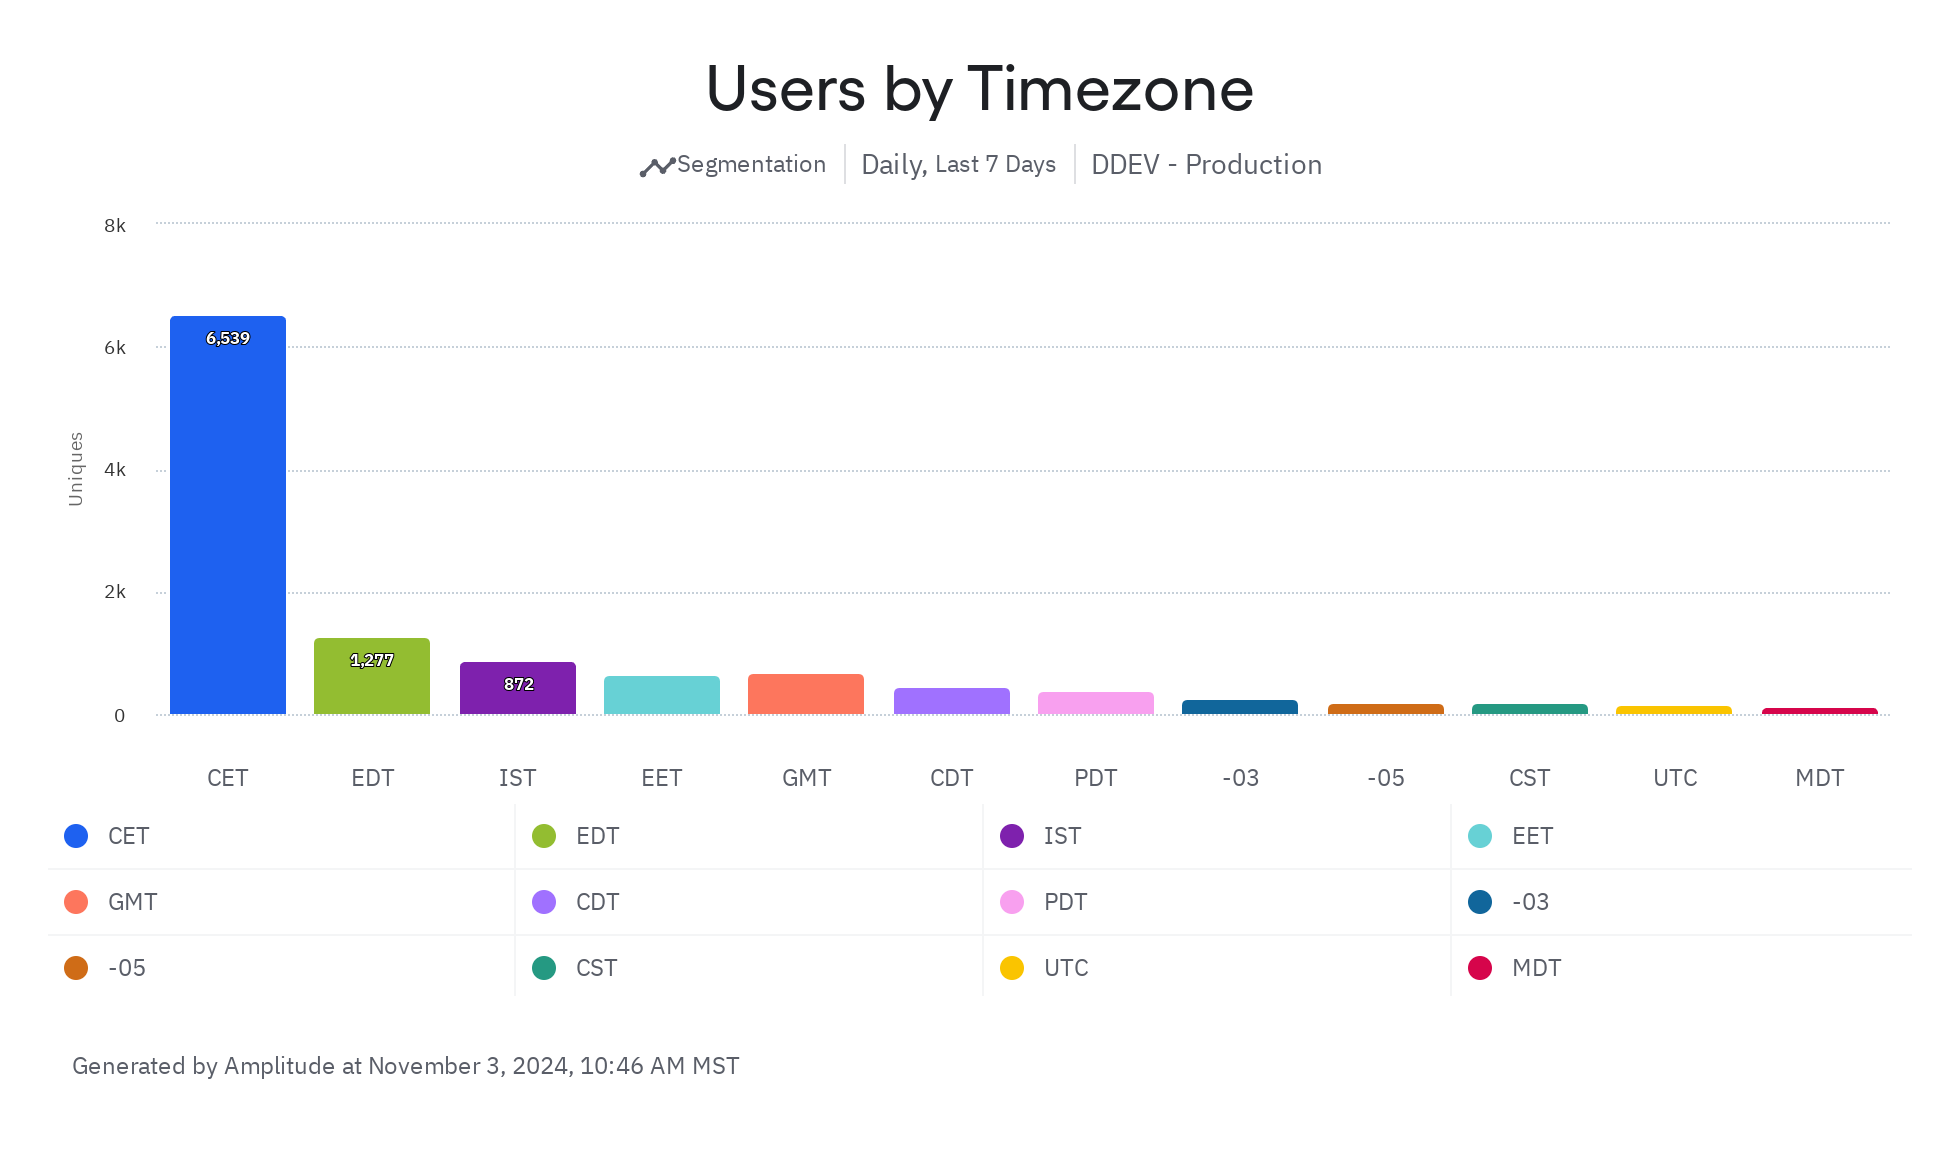 Users by Timezone
Segmentation Daily, Last 7 Days DDEV - Production
8k
6k
4k
2k
0
Uniques
6,539
1,277
872
CET EDT IST EET GMT CDT PDT -03 -05 CST UTC MDT
CET EDT IST EET
GMT CDT PDT -03
-05 CST UTC MDT
Generated by Amplitude at November 3, 2024, 10:46 AM MST